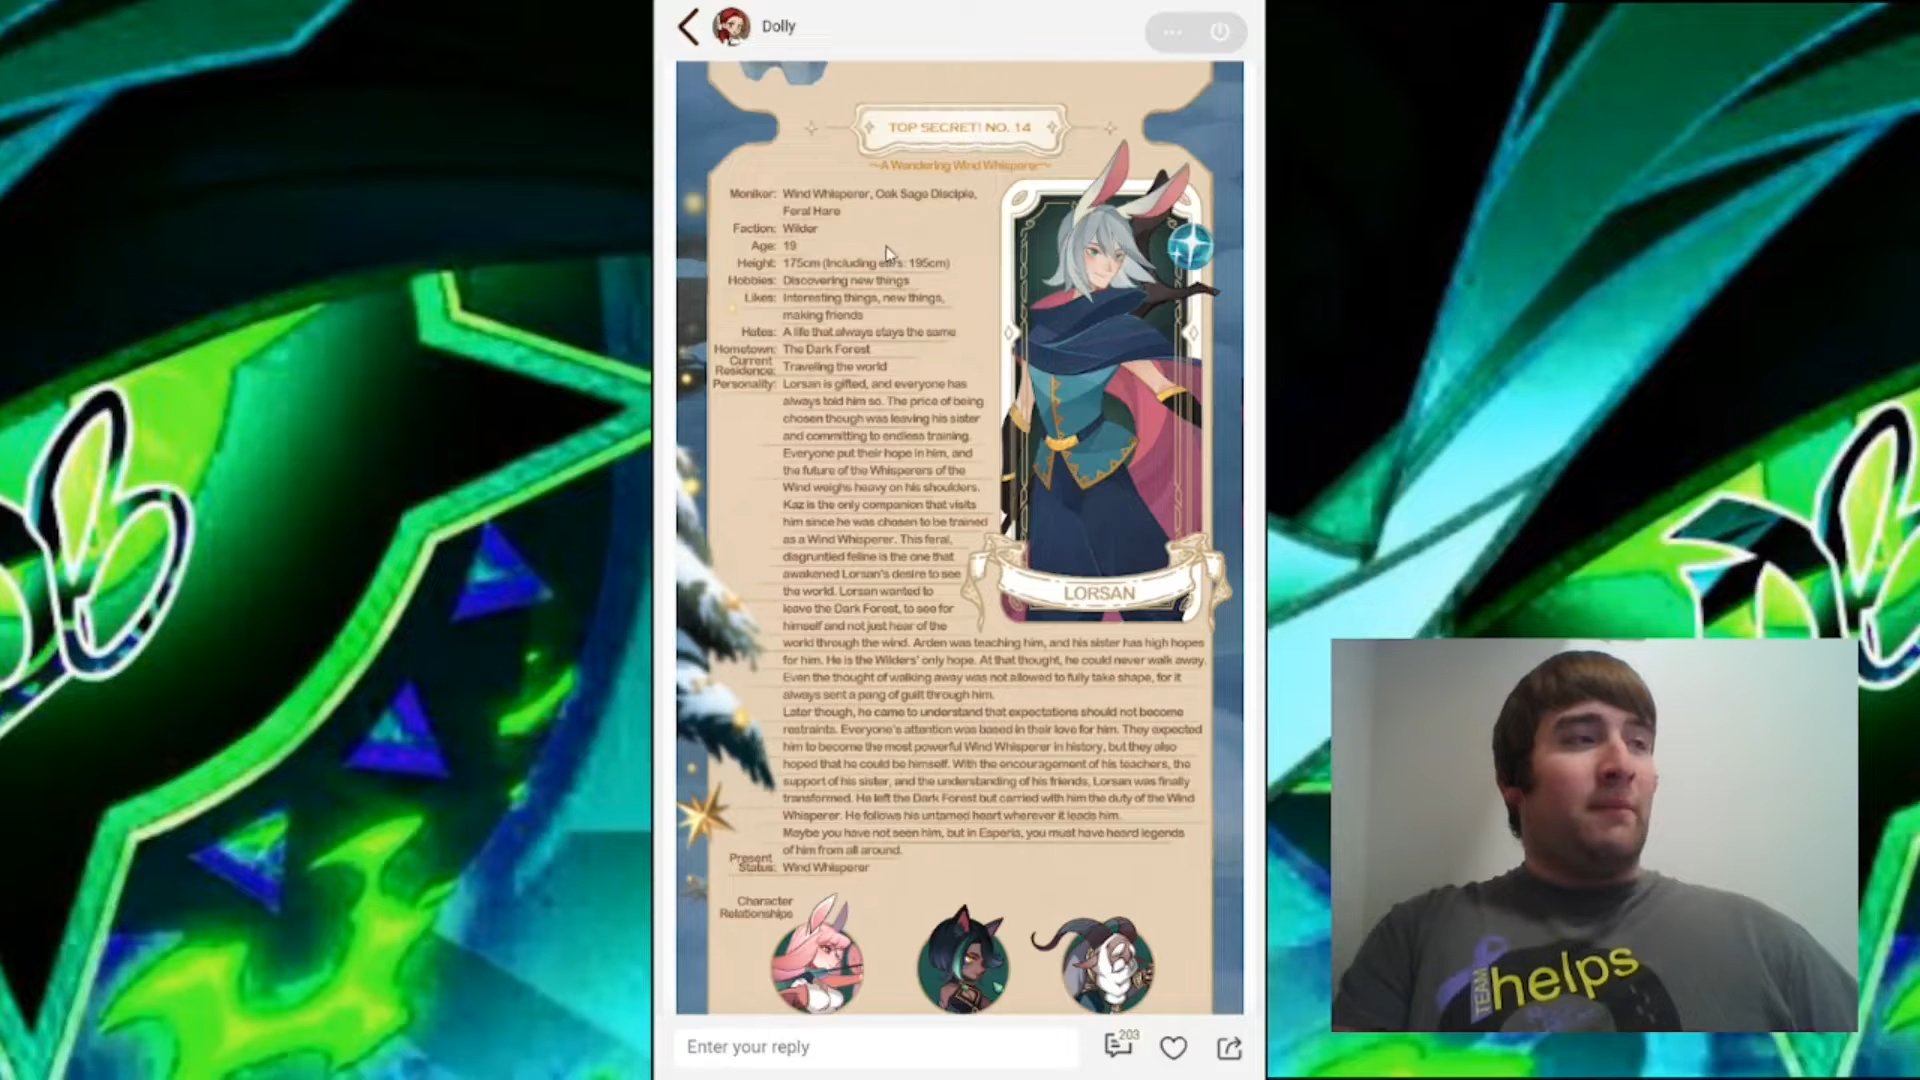 Dolly
TOP SECRET! NO. 14
~A Wandering Wind Whisperer~
Moniker: Wind Whisperer, Oak Sage Disciple,
Feral Hare
Faction: Wilder
Age: 19
Height: 175cm (Including ears: 195cm)
Hobbies: Discovering new things
Likes: Interesting things, new things,
making friends
Hates: A life that always stays the same
Hometown: The Dark Forest
Current
Residence: Traveling the world
Personality: Lorsan is gifted, and everyone has
always told him so. The price of being
chosen though was leaving his sister
and committing to endless training.
Everyone put their hope in him, and
the future of the Whisperers of the
Wind weighs heavy on his shoulders.
Kaz is the only companion that visits
him since he was chosen to be trained
as a Wind Whisperer. This feral,
disgruntled feline is the one that
awakened Lorsan's desire to see
the world. Lorsan wanted to
leave the Dark Forest, to see for
himself and not just hear of the
world through the wind. Arden was teaching him, and his sister has high hopes
for him. He is the Wilders' only hope. At that thought, he could never walk away.
Even the thought of walking away was not allowed to fully take shape, for it
always sent a pang of guilt through him.
Later though, he came to understand that expectations should not become
restraints. Everyone's attention was based in their love for him. They expected
him to become the most powerful Wind Whisperer in history, but they also
hoped that he could be himself. With the encouragement of his teachers, the
support of his sister, and the understanding of his friends, Lorsan was finally
transformed. He left the Dark Forest but carried with him the duty of the Wind
Whisperer. He follows his untamed heart wherever it leads him.
Maybe you have not seen him, but in Esperia, you must have heard legends
of him from all around.
Present
Status: Wind Whisperer
Character
Relationships
LORSAN
Enter your reply
203
TEAM
helps